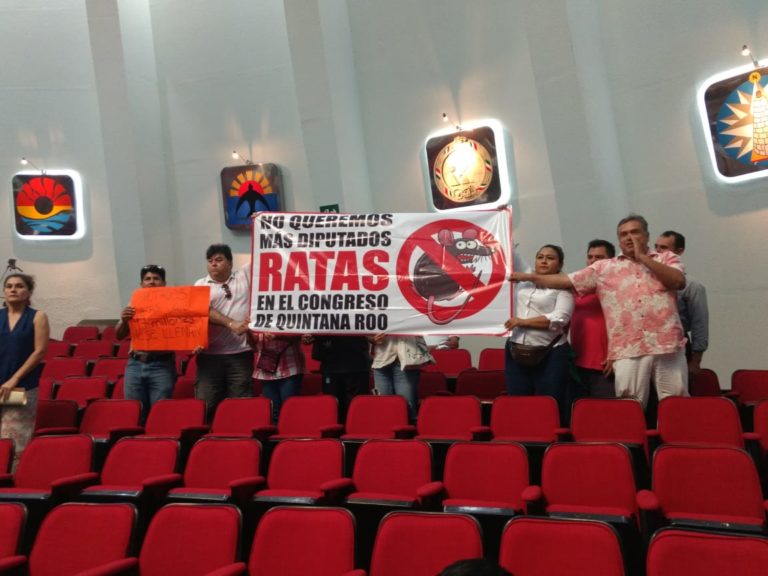 NO QUEREMOS
MAS DIPUTADOS
RATAS
EN EL CONGRESO
DE QUINTANA ROO